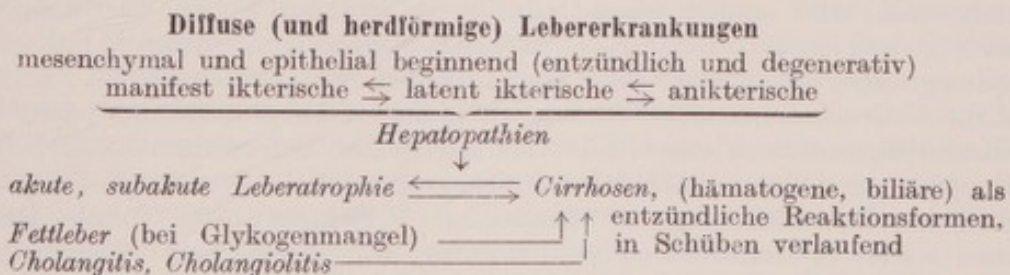 Diffuse (und herdförmige) Lebererkrankungen
mesenchymal und epithelial beginnend (entzündlich und degenerativ)
manifest ikterische ⇆ latent ikterische ⇆ anikterische
Hepatopathien
↓
akute, subakute Leberatrophie ⇆ Cirrhosen, (hämatogene, biliäre) als
entzündliche Reaktionsformen,
in Schüben verlaufend
Fettleber (bei Glykogenmangel)
Cholangitis, Cholangiolitis